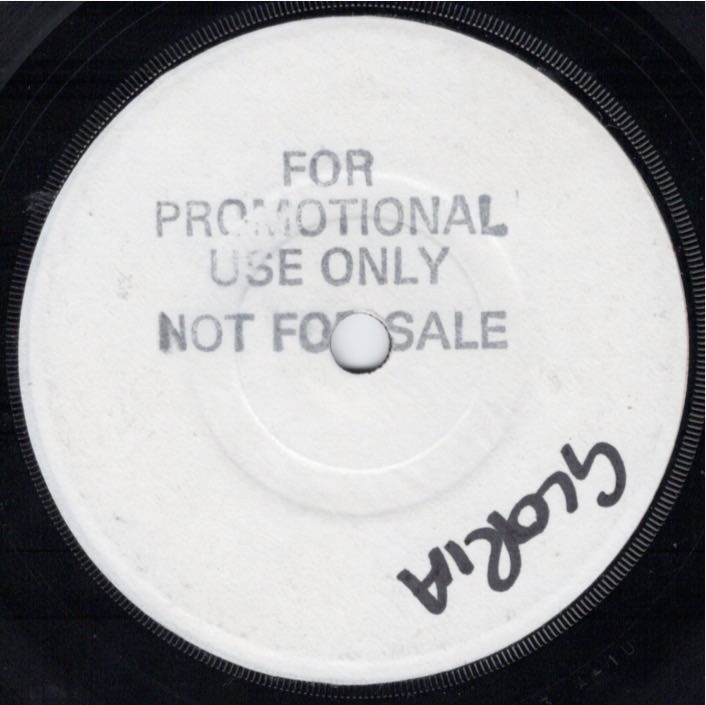 FOR
PROMOTIONAL
USE ONLY
NOT FOR SALE
GLORIA